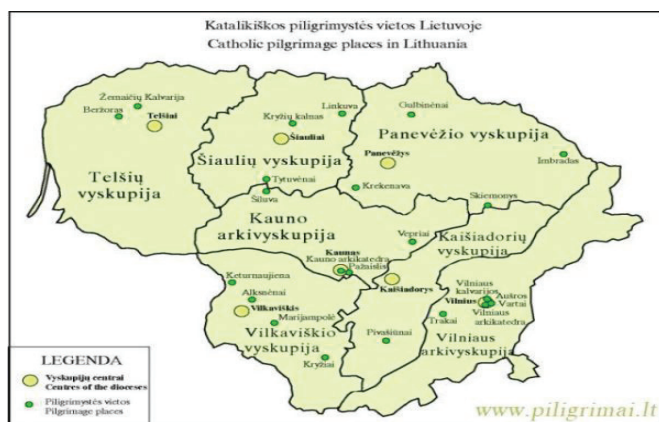 Katalikiškos piligrimystės vietos Lietuvoje
Catholic pilgrimage places in Lithuania
Žemaičių Kalvarija
Beržoras
Telšiai
Telšių
vyskupija
Linkuva
Kryžių kalnas
Šiauliai
Šiaulių vyskupija
Tytuvėnai
Šiluva
Gulbinėnai
Panevėžio vyskupija
Panevėžys
Imbradas
Krekenava
Skiemonys
Kauno
arkivyskupija
Vepriai
Kaišiadorių
vyskupija
Kaunas
Kauno arkikatedra
Pažaislis
Kaišiadorys
Keturnaujiena
Alksnėnai
Vilkaviškis
Marijampolė
Vilkaviškio
vyskupija
Kryžiai
Pivašiūnai
Vilniaus
kalvarijos
Vilnius
Aušros
Vartai
Vilniaus
arkikatedra
Trakai
Vilniaus
arkivyskupija
LEGENDA
Vyskupijų centrai
Centres of the dioceses
Piligrimystės vietos
Pilgrimage places
www.piligrimai.lt